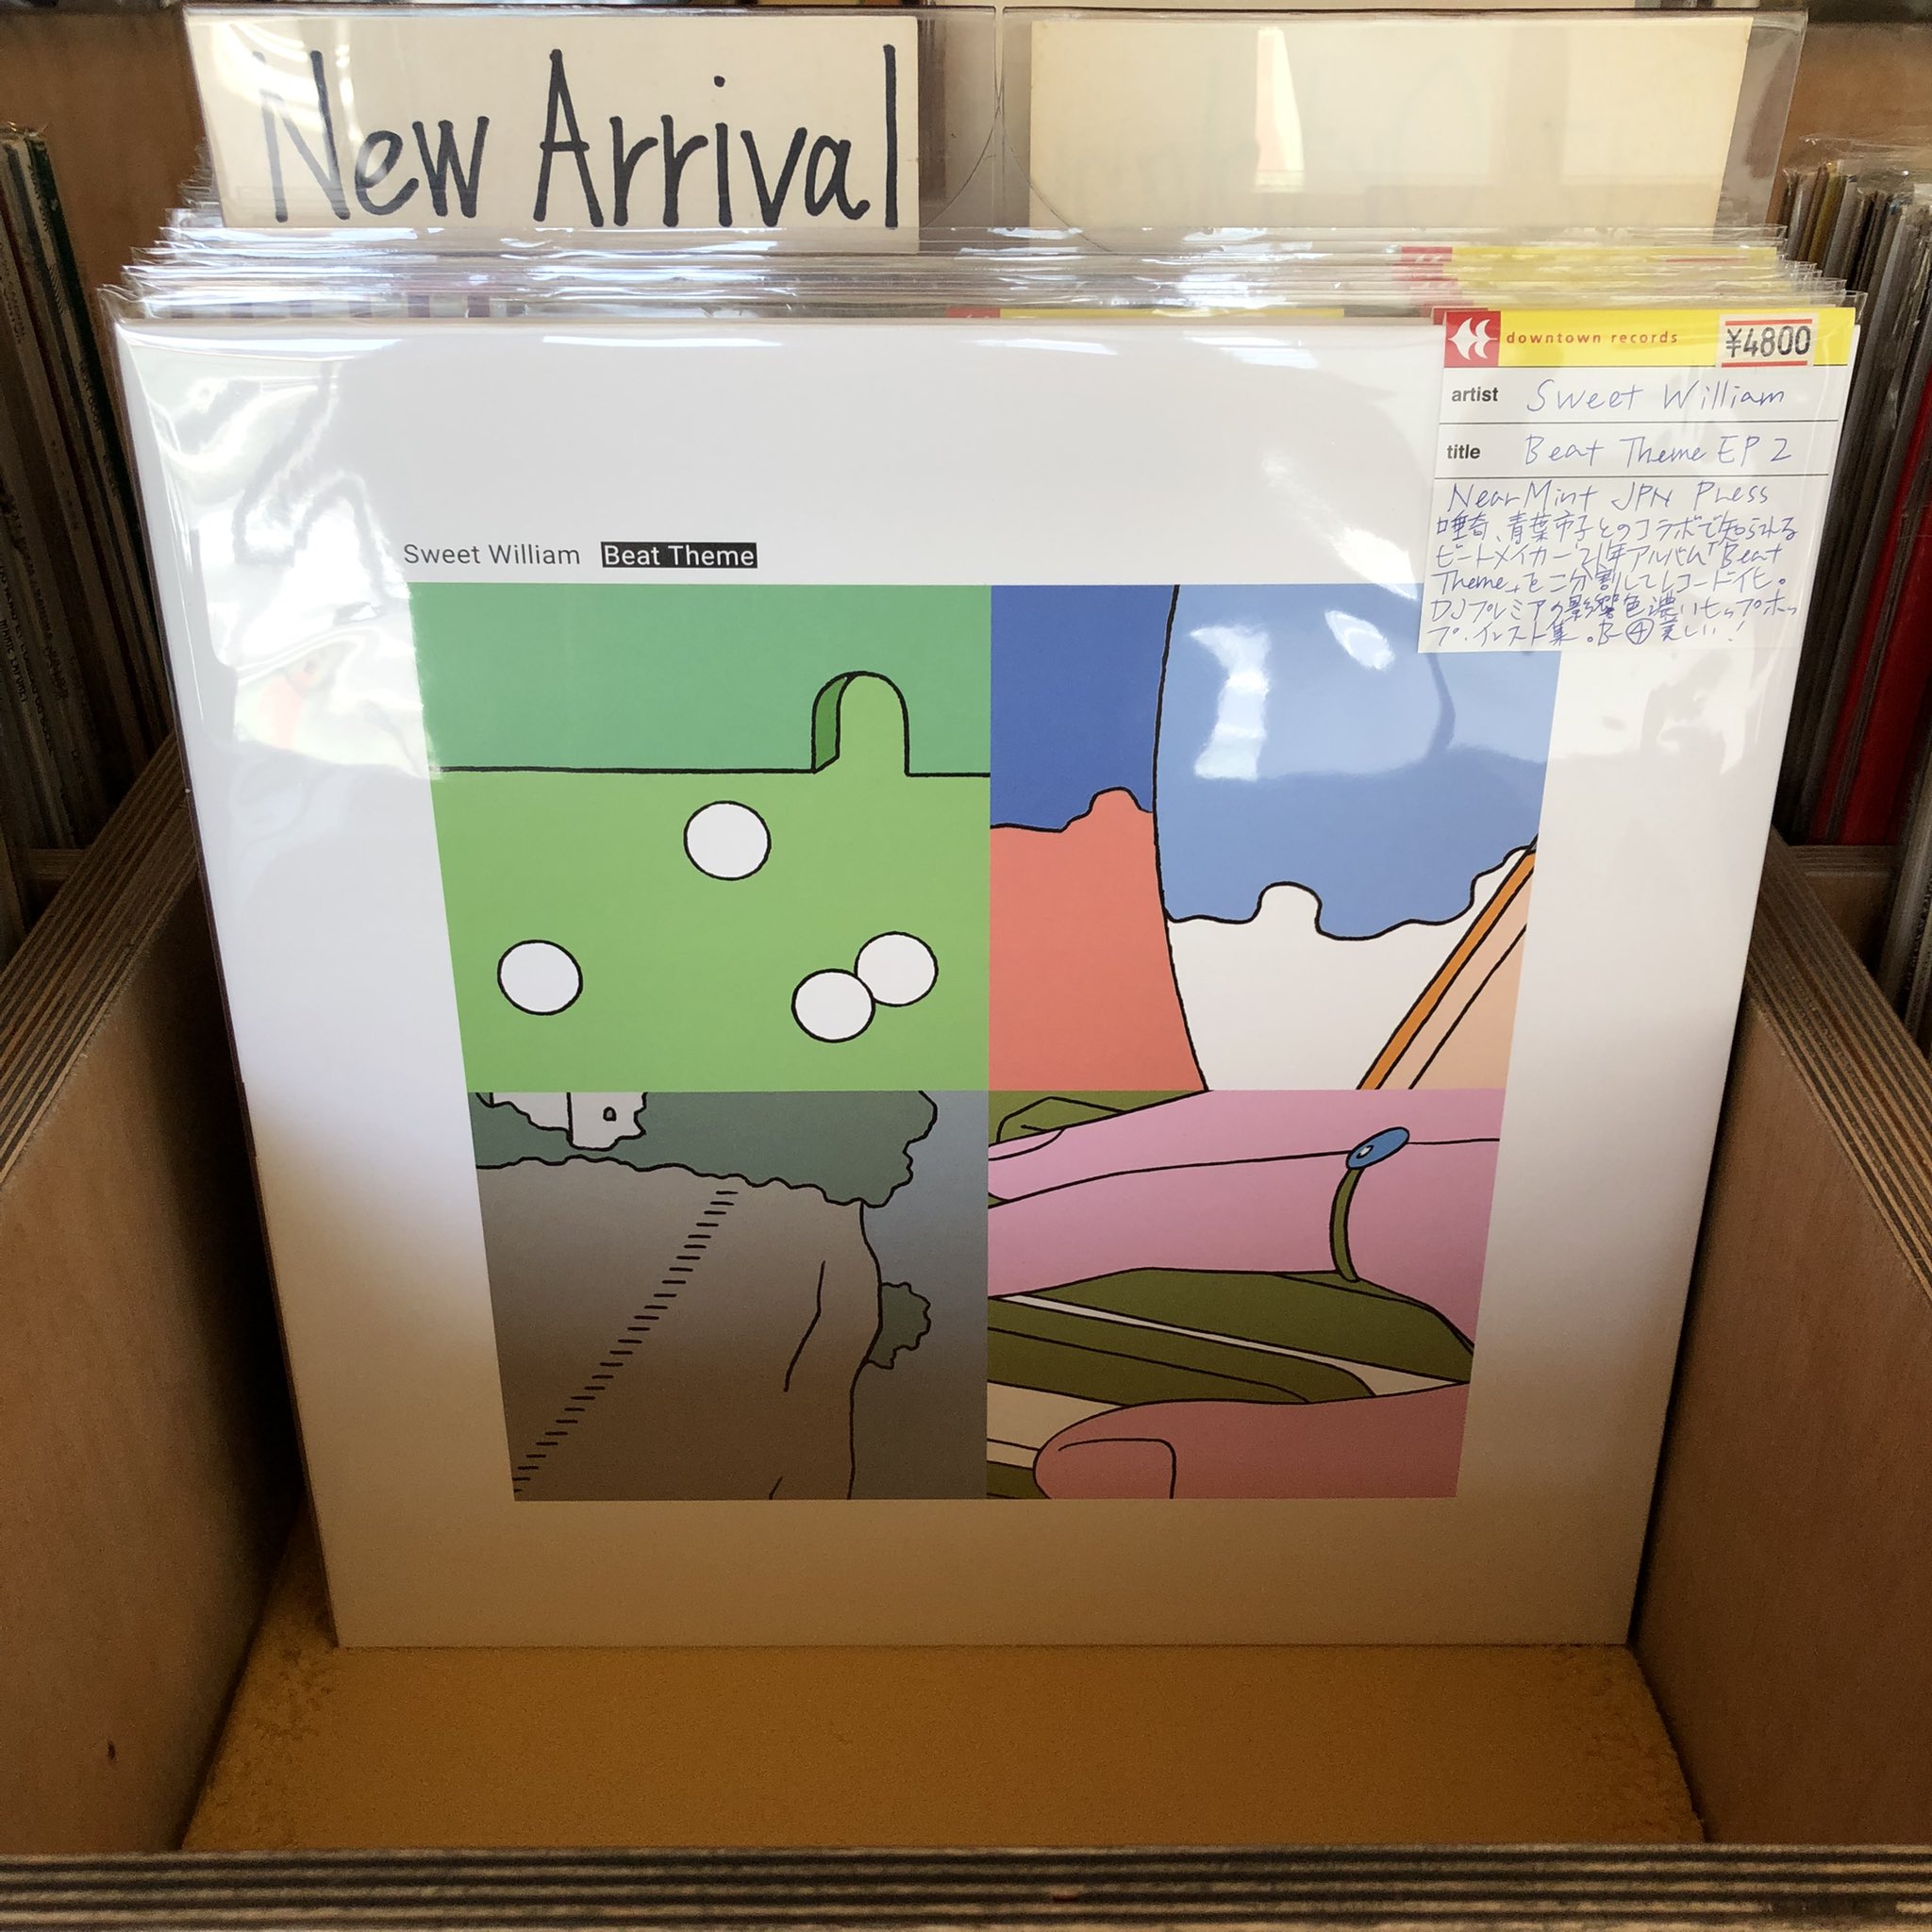 New Arrival
downtown records ¥4800
artist Sweet William
title Beat Theme EP 2
Near Mint JPN Press
唾奇、青葉市子とのコラボで知られる
ビートメイカー'21年アルバム「Beat
Theme」を二分割してレコード化。
DJプレミアの影響色濃いヒップホッ
プ・インスト集。B-④美しい!
Sweet William Beat Theme